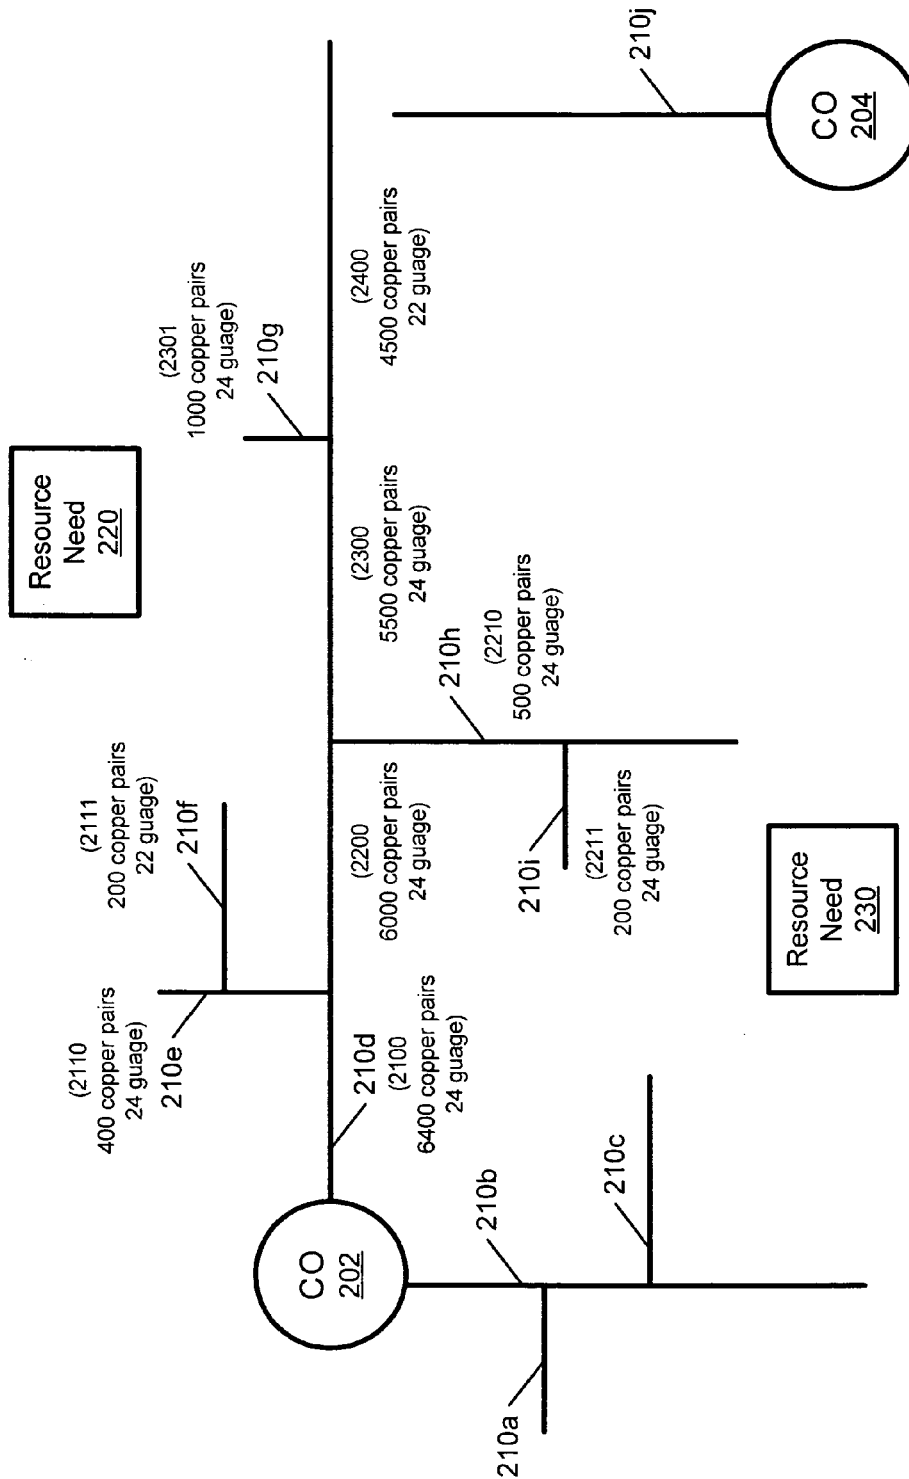 Resource
Need
220
(2301
1000 copper pairs
24 guage)
210g
(2111
200 copper pairs
22 guage)
210f
(2110
400 copper pairs
24 guage)
210e
CO
202
210d
(2100
6400 copper pairs
24 guage)
(2200
6000 copper pairs
24 guage)
(2300
5500 copper pairs
24 guage)
(2400
4500 copper pairs
22 guage)
210h
(2210
500 copper pairs
24 guage)
210i
(2211
200 copper pairs
24 guage)
210b
210a
210c
Resource
Need
230
210j
CO
204